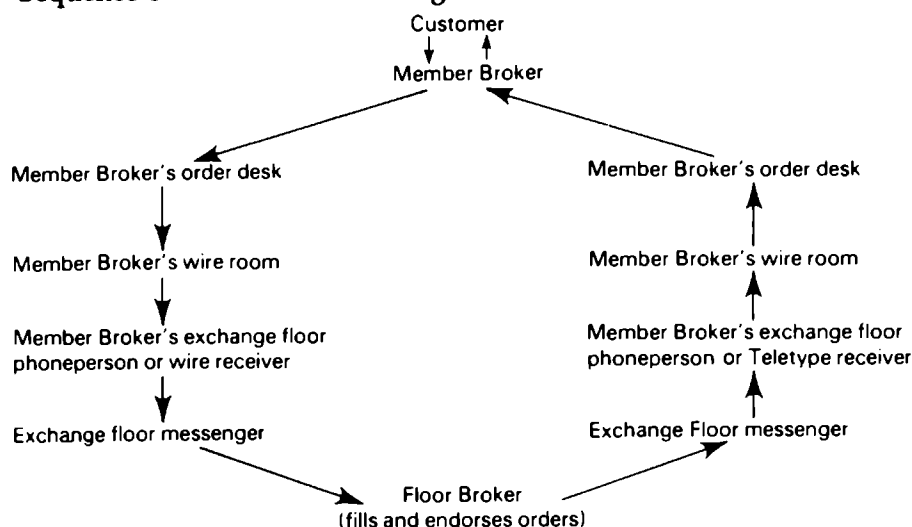 Customer
Member Broker
Member Broker's order desk
Member Broker's wire room
Member Broker's exchange floor
phoneperson or wire receiver
Exchange floor messenger
Floor Broker
(fills and endorses orders)
Exchange Floor messenger
Member Broker's exchange floor
phoneperson or Teletype receiver
Member Broker's wire room
Member Broker's order desk